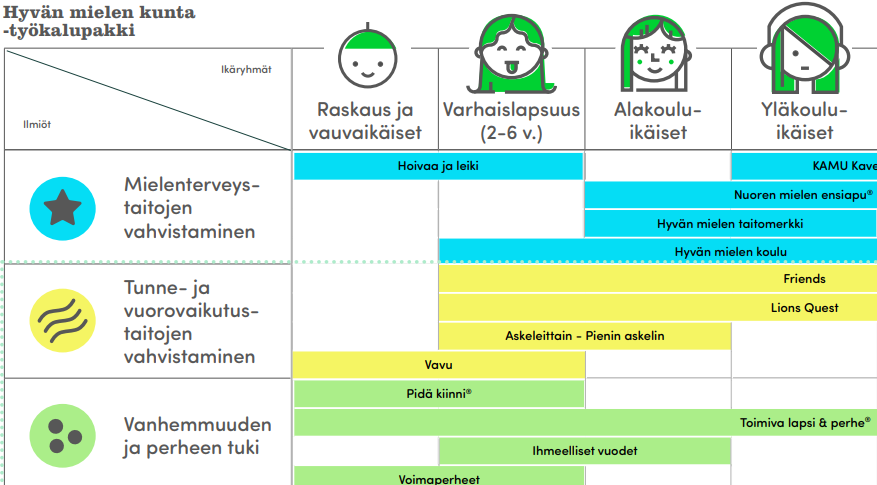 Hyvän mielen kunta
-työkalupakki
Ikäryhmät
Ilmiöt
Raskaus ja
vauvaikäiset
Varhaislapsuus
(2-6 v.)
Alakoulu-
ikäiset
Yläkoulu-
ikäiset
Mielenterveys-
taitojen
vahvistaminen
Hoivaa ja leiki
KAMU Kave
Nuoren mielen ensiapu®
Hyvän mielen taitomerkki
Hyvän mielen koulu
Tunne- ja
vuorovaikutus-
taitojen
vahvistaminen
Friends
Lions Quest
Askeleittain - Pienin askelin
Vavu
Vanhemmuuden
ja perheen tuki
Pidä kiinni®
Toimiva lapsi & perhe®
Ihmeelliset vuodet
Voimaperheet